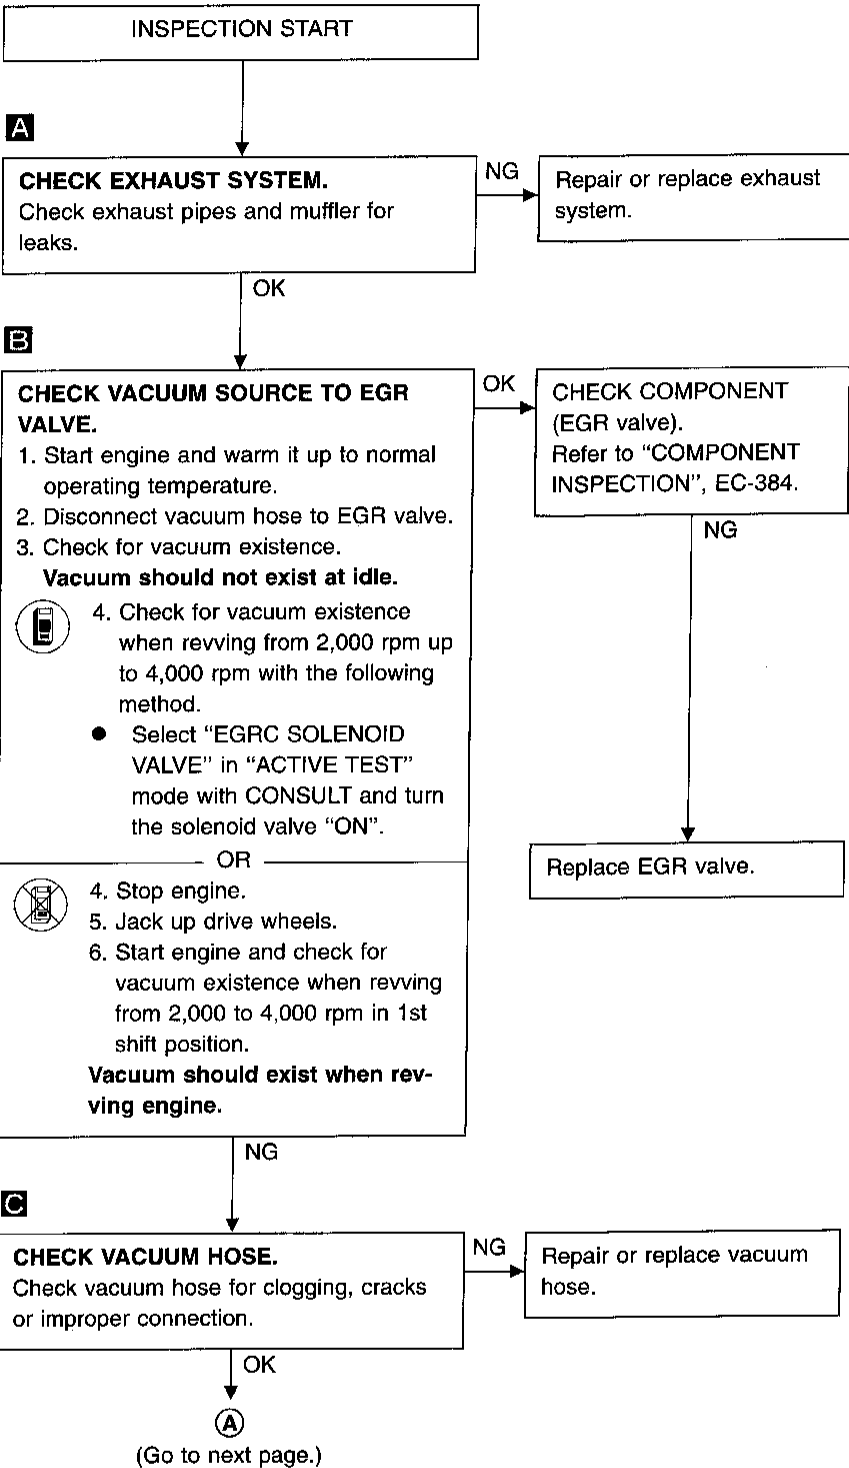 INSPECTION START
A
CHECK EXHAUST SYSTEM.
Check exhaust pipes and muffler for
leaks.
NG
Repair or replace exhaust
system.
OK
B
CHECK VACUUM SOURCE TO EGR
VALVE.
1. Start engine and warm it up to normal
operating temperature.
2. Disconnect vacuum hose to EGR valve.
3. Check for vacuum existence.
Vacuum should not exist at idle.
4. Check for vacuum existence
when revving from 2,000 rpm up
to 4,000 rpm with the following
method.
● Select “EGRC SOLENOID
VALVE” in “ACTIVE TEST”
mode with CONSULT and turn
the solenoid valve “ON”.
OR
4. Stop engine.
5. Jack up drive wheels.
6. Start engine and check for
vacuum existence when revving
from 2,000 to 4,000 rpm in 1st
shift position.
Vacuum should exist when rev-
ving engine.
OK
CHECK COMPONENT
(EGR valve).
Refer to “COMPONENT
INSPECTION”, EC-384.
NG
Replace EGR valve.
NG
C
CHECK VACUUM HOSE.
Check vacuum hose for clogging, cracks
or improper connection.
NG
Repair or replace vacuum
hose.
OK
A
(Go to next page.)